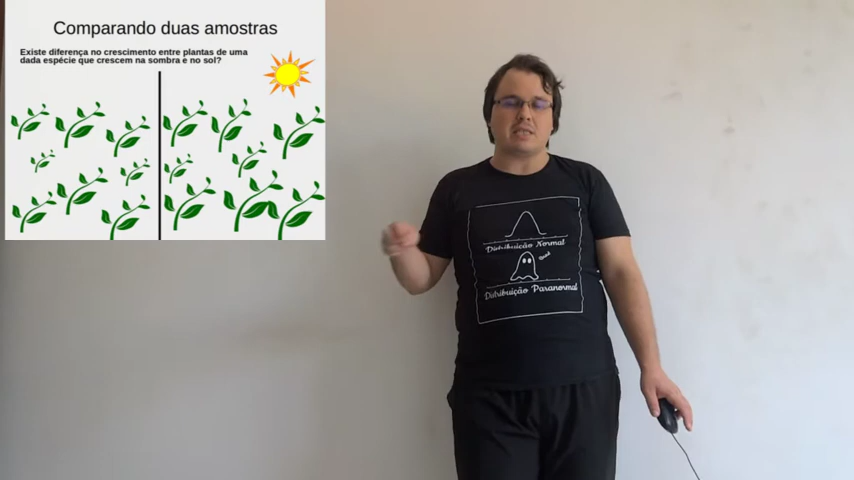 Comparando duas amostras
Existe diferença no crescimento entre plantas de uma
dada espécie que crescem na sombra e no sol?
Distribuição Normal
Distribuição Paranormal